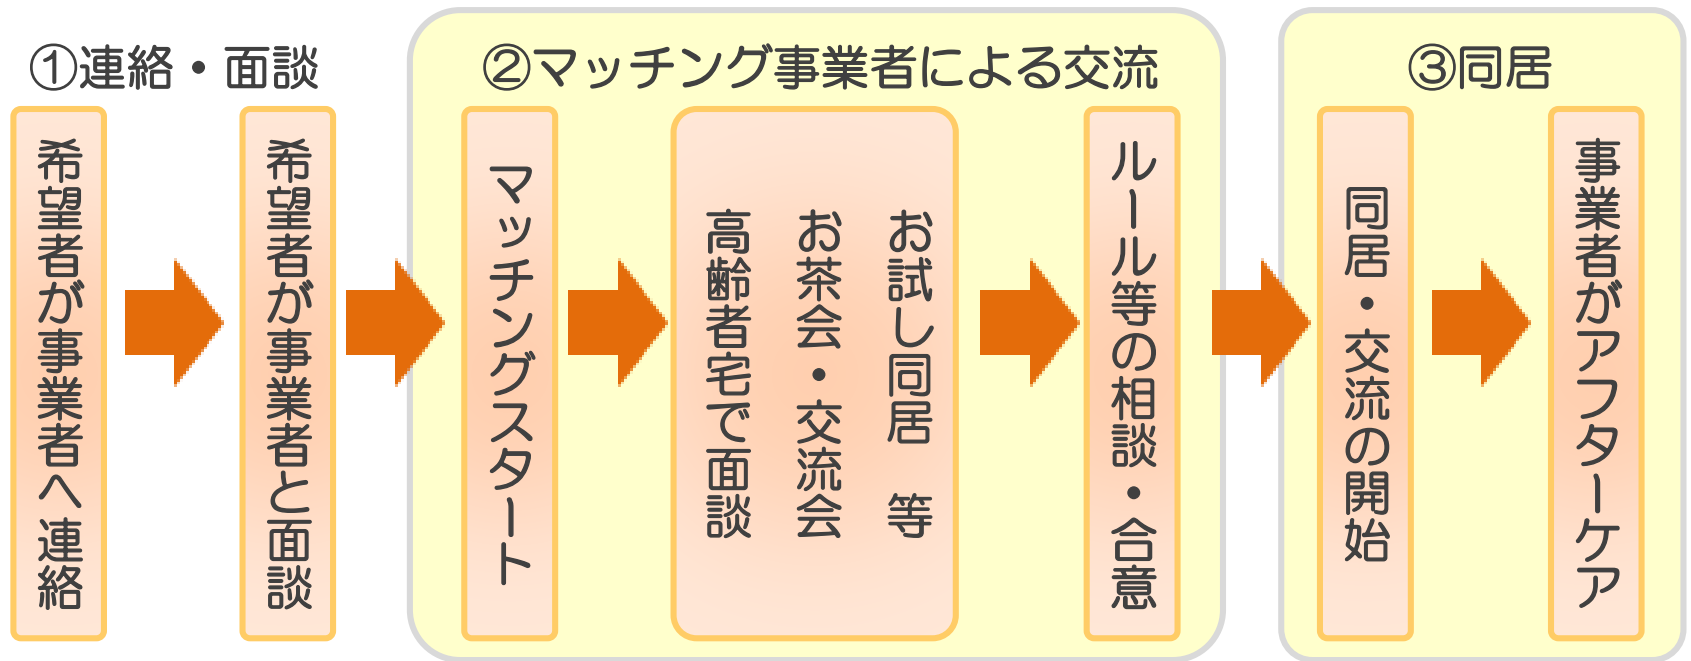 ①連絡・面談
希望者が事業者へ連絡
希望者が事業者と面談
②マッチング事業者による交流
マッチングスタート
高齢者宅で面談
お茶会・交流会
お試し同居　等
ルール等の相談・合意
③同居
同居・交流の開始
事業者がアフターケア